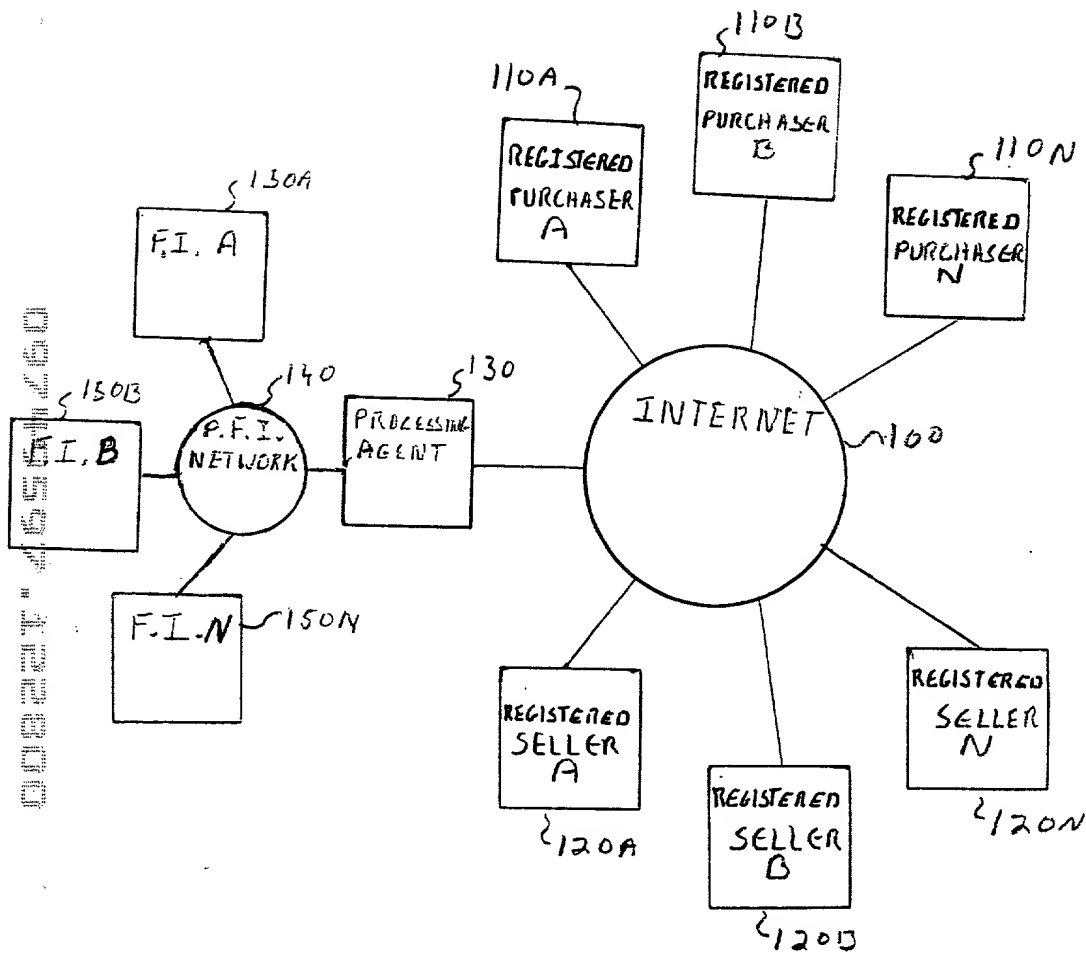 110B
REGISTERED
PURCHASER
B
110A
REGISTERED
PURCHASER
A
110N
REGISTERED
PURCHASER
N
150A
F.I. A
150B
F.I. B
140
P.F.I.
NETWORK
130
PROCESSING
AGENT
INTERNET
100
F.I. N
150N
REGISTERED
SELLER
A
120A
REGISTERED
SELLER
B
120B
REGISTERED
SELLER
N
120N